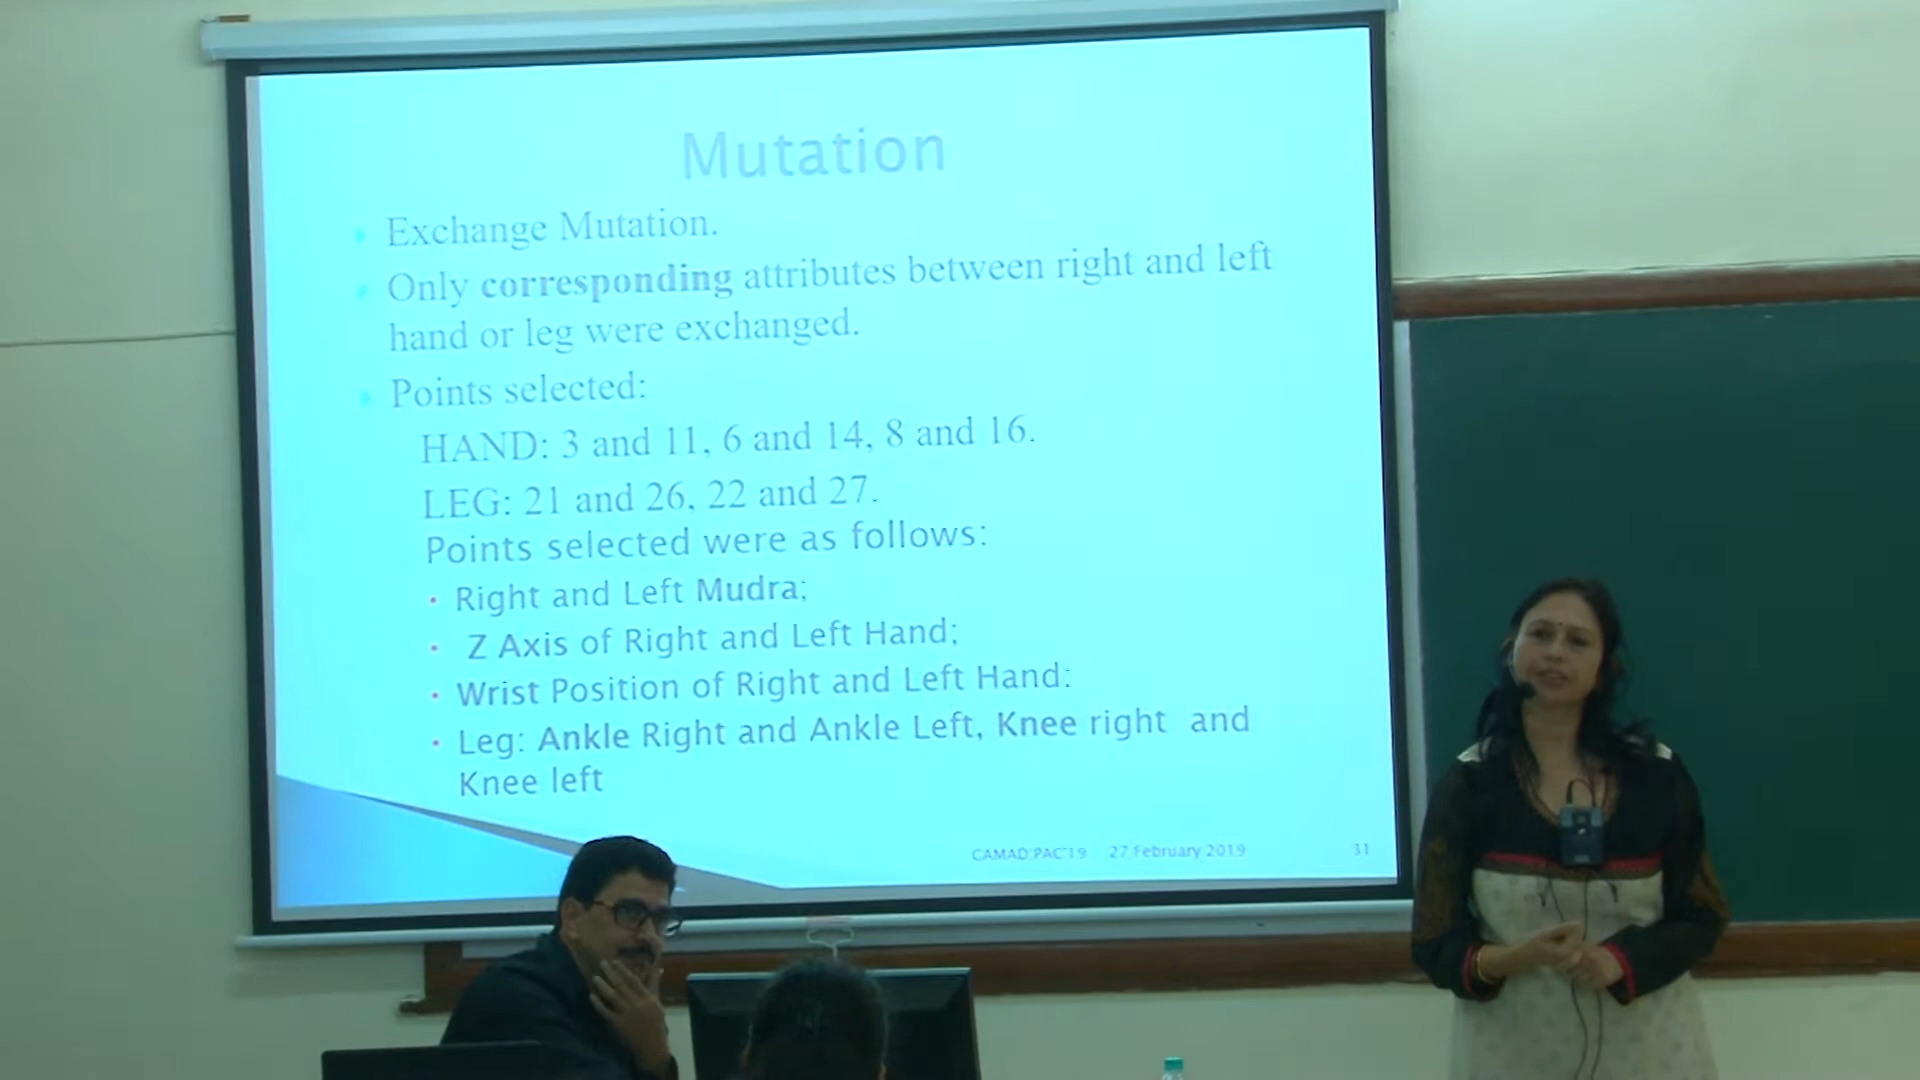 Mutation
Exchange Mutation.
Only corresponding attributes between right and left
hand or leg were exchanged.
Points selected:
HAND: 3 and 11, 6 and 14, 8 and 16.
LEG: 21 and 26, 22 and 27.
Points selected were as follows:
• Right and Left Mudra;
• Z Axis of Right and Left Hand;
• Wrist Position of Right and Left Hand:
• Leg: Ankle Right and Ankle Left, Knee right and
Knee left
CAMAD'PAC'19 27 February 2019 31